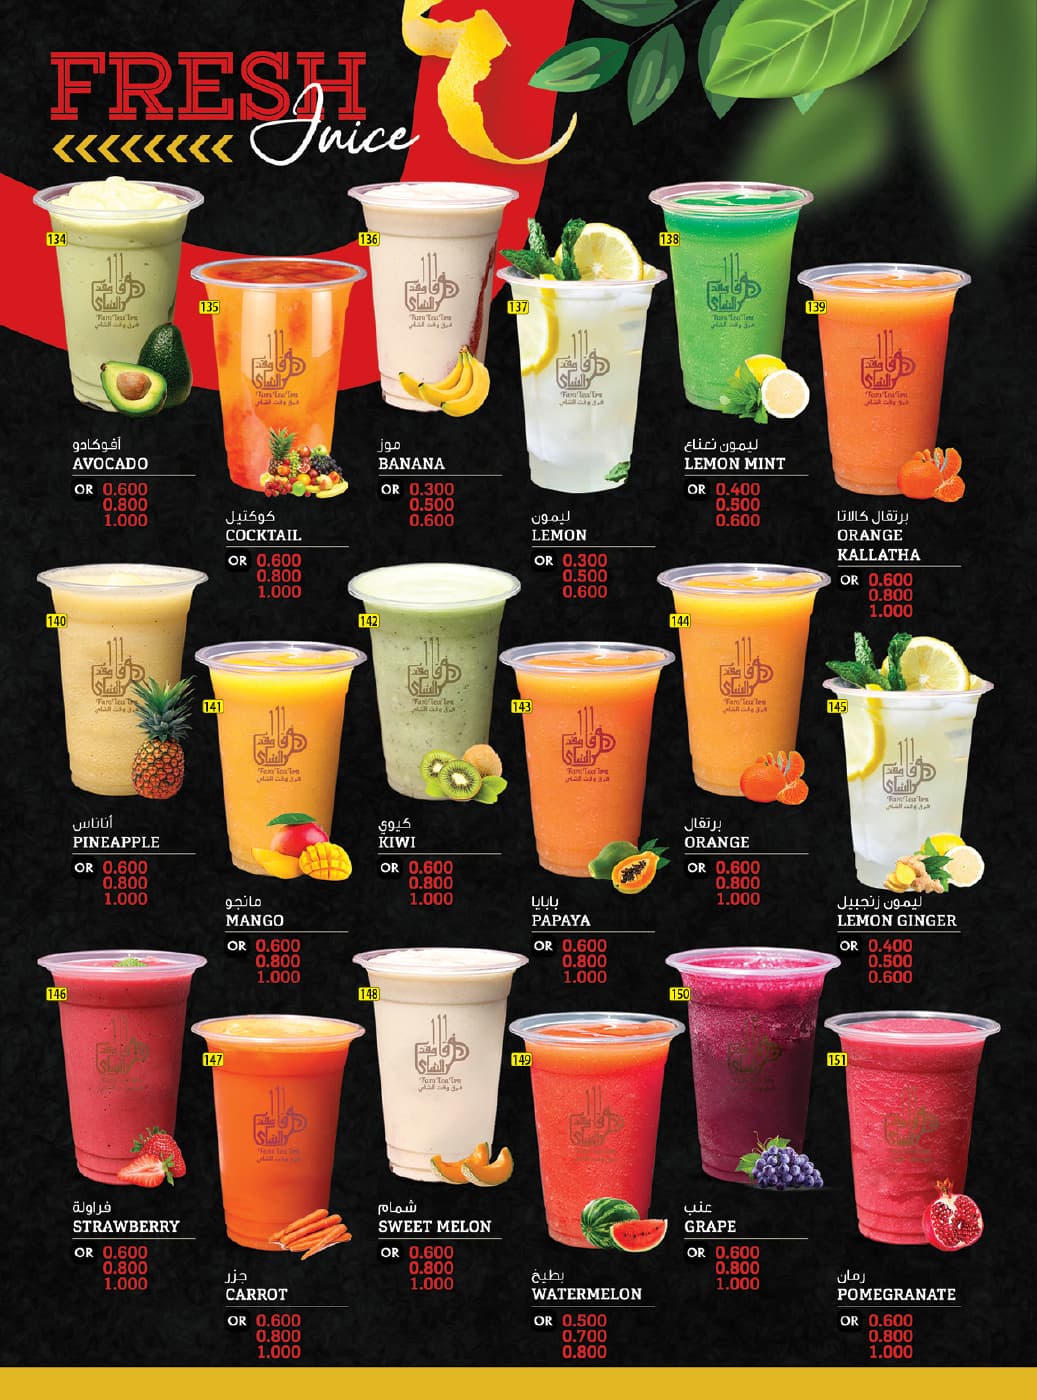 FRESH
Juice
134
أفوكادو
AVOCADO
OR 0.600
0.800
1.000
135
كوكتيل
COCKTAIL
OR 0.600
0.800
1.000
136
موز
BANANA
OR 0.300
0.500
0.600
137
ليمون
LEMON
OR 0.300
0.500
0.600
138
ليمون نعناع
LEMON MINT
OR 0.400
0.500
0.600
139
برتقال كالاتا
ORANGE
KALLATHA
OR 0.600
0.800
1.000
140
أناناس
PINEAPPLE
OR 0.600
0.800
1.000
141
مانجو
MANGO
OR 0.600
0.800
1.000
142
كيوي
KIWI
OR 0.600
0.800
1.000
143
بابايا
PAPAYA
OR 0.600
0.800
1.000
144
برتقال
ORANGE
OR 0.600
0.800
1.000
145
ليمون زنجبيل
LEMON GINGER
OR 0.400
0.500
0.600
146
فراولة
STRAWBERRY
OR 0.600
0.800
1.000
147
جزر
CARROT
OR 0.600
0.800
1.000
148
شمام
SWEET MELON
OR 0.600
0.800
1.000
149
بطيخ
WATERMELON
OR 0.500
0.700
0.800
150
عنب
GRAPE
OR 0.600
0.800
1.000
151
رمان
POMEGRANATE
OR 0.600
0.800
1.000